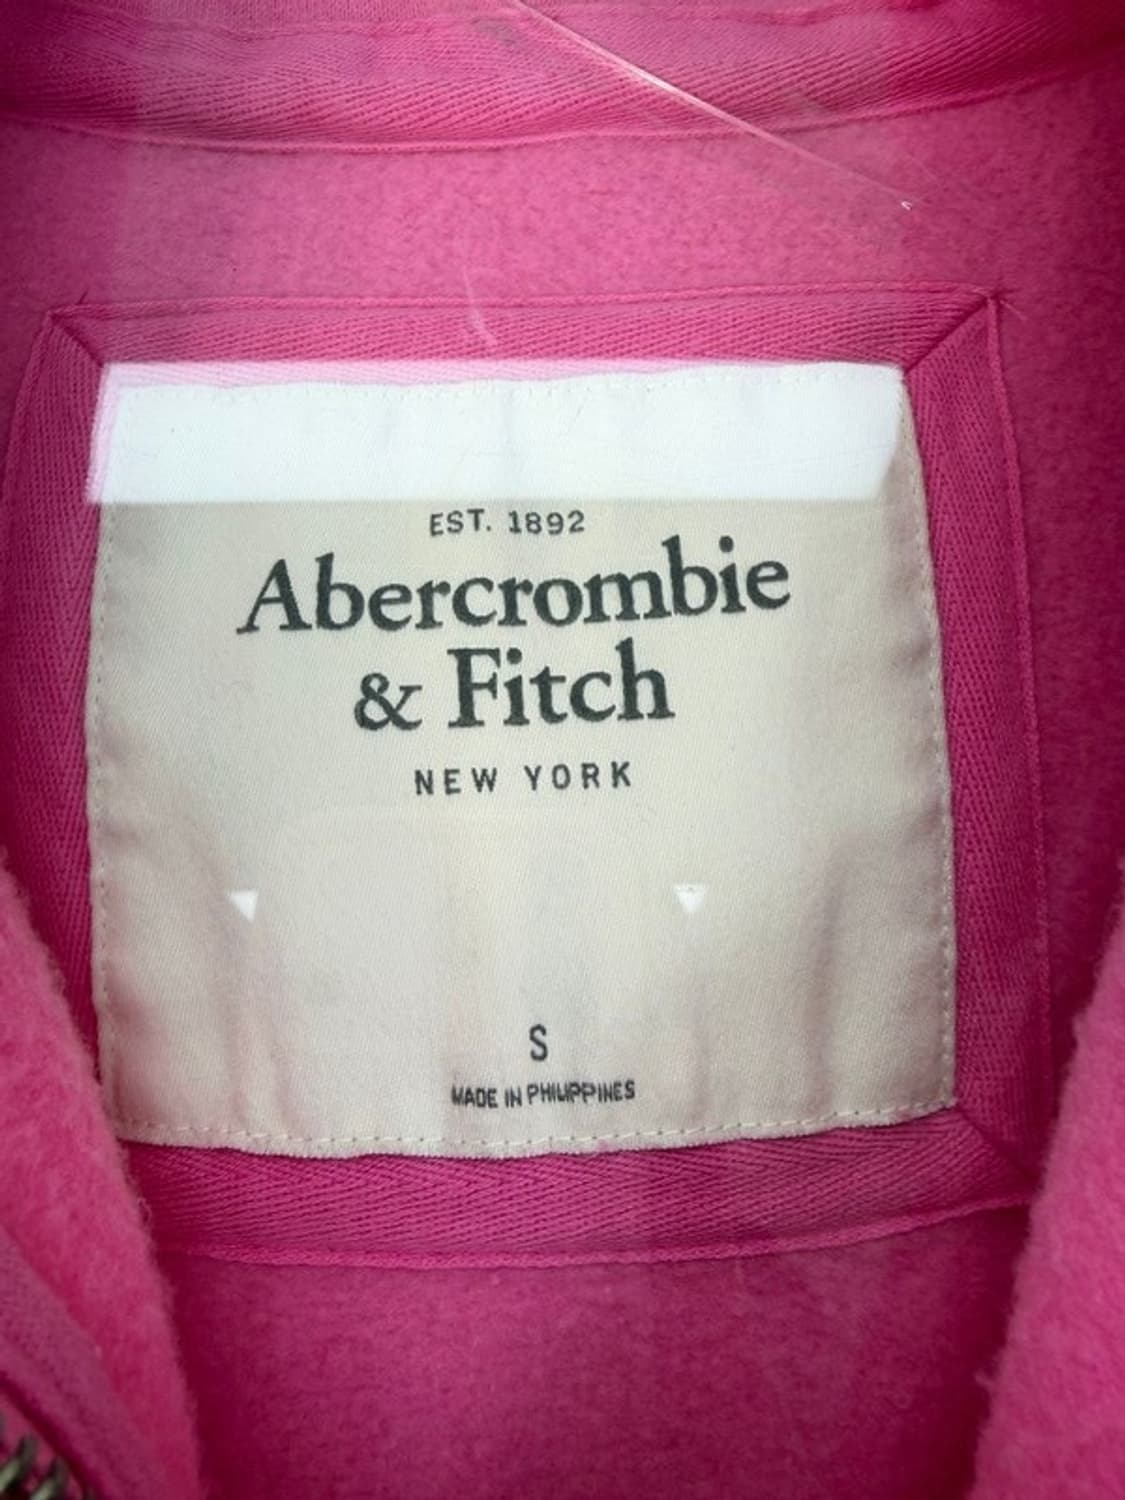 EST. 1892
Abercrombie
& Fitch
NEW YORK
S
MADE IN PHILIPPINES